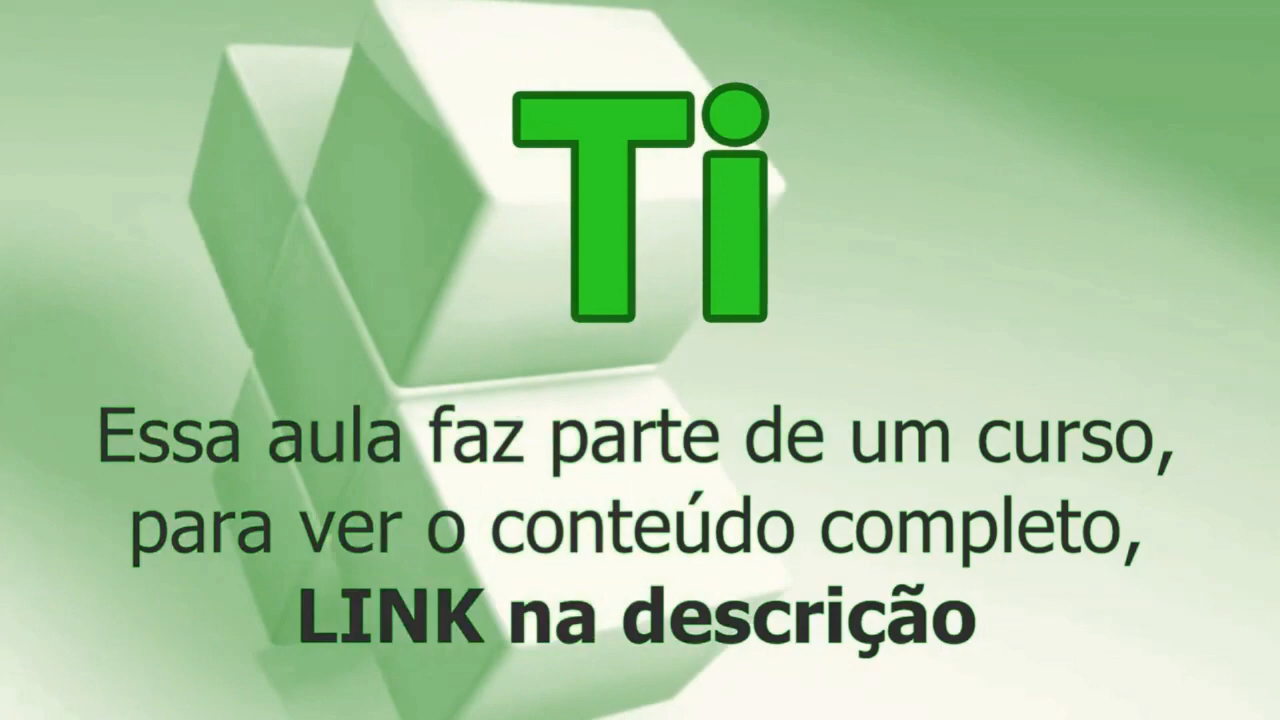 Ti
Essa aula faz parte de um curso,
para ver o conteúdo completo,
LINK na descrição